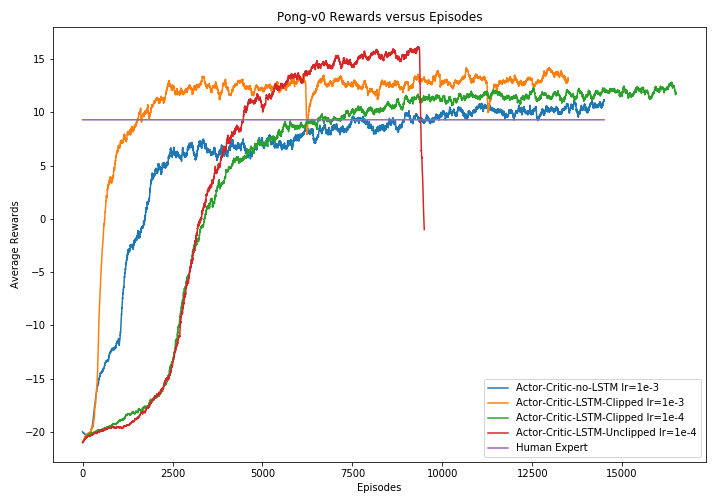 Pong-v0 Rewards versus Episodes
Average Rewards
15
10
5
0
−5
−10
−15
−20
0
2500
5000
7500
10000
12500
15000
Episodes
Actor-Critic-no-LSTM lr=1e-3
Actor-Critic-LSTM-Clipped lr=1e-3
Actor-Critic-LSTM-Clipped lr=1e-4
Actor-Critic-LSTM-Unclipped lr=1e-4
Human Expert